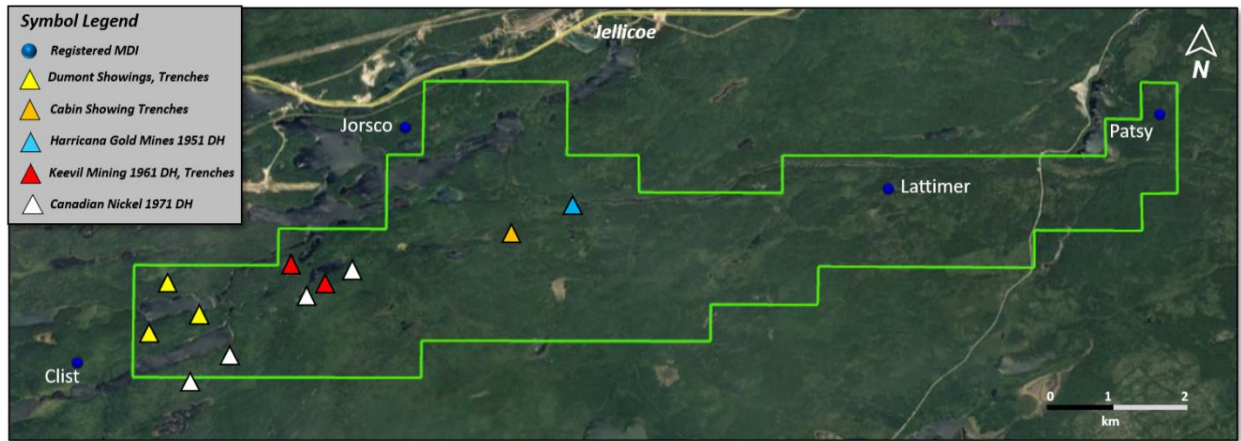 Symbol Legend
Registered MDI
Dumont Showings, Trenches
Cabin Showing Trenches
Harricana Gold Mines 1951 DH
Keevil Mining 1961 DH, Trenches
Canadian Nickel 1971 DH
Jellicoe
N
Jorsco
Patsy
Lattimer
Clist
0 1 2
km